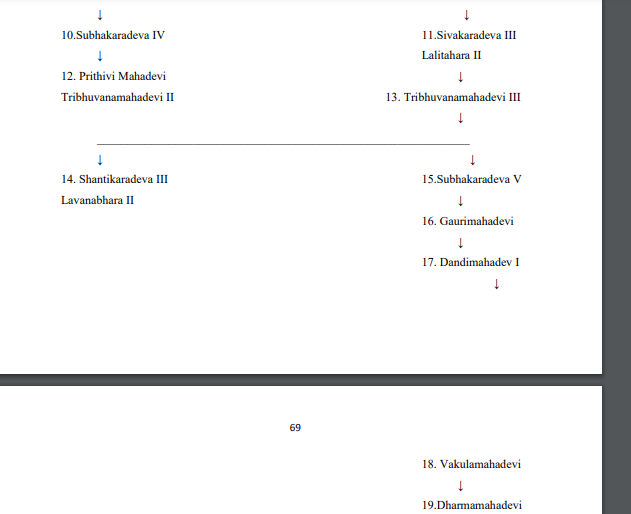 ↓ ↓
10.Subhakaradeva IV 11.Sivakaradeva III
↓ Lalitahara II
12. Prithivi Mahadevi ↓
Tribhuvanamahadevi II 13. Tribhuvanamahadevi III
↓
↓ ↓
14. Shantikaradeva III 15.Subhakaradeva V
Lavanabhara II ↓
16. Gaurimahadevi
↓
17. Dandimahadev I
↓
69
18. Vakulamahadevi
↓
19.Dharmamahadevi